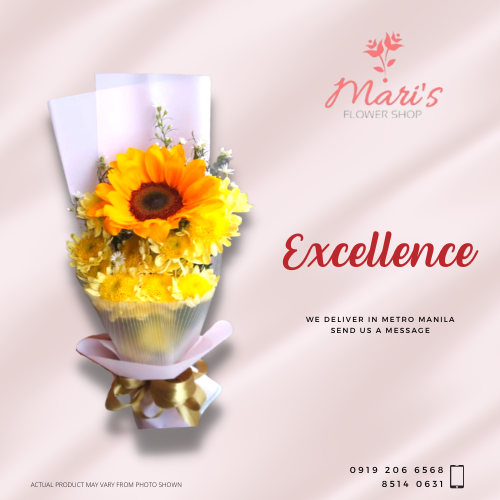 Mari's
FLOWER SHOP
Excellence
WE DELIVER IN METRO MANILA
SEND US A MESSAGE
0919 206 6568
8514 0631
ACTUAL PRODUCT MAY VARY FROM PHOTO SHOWN